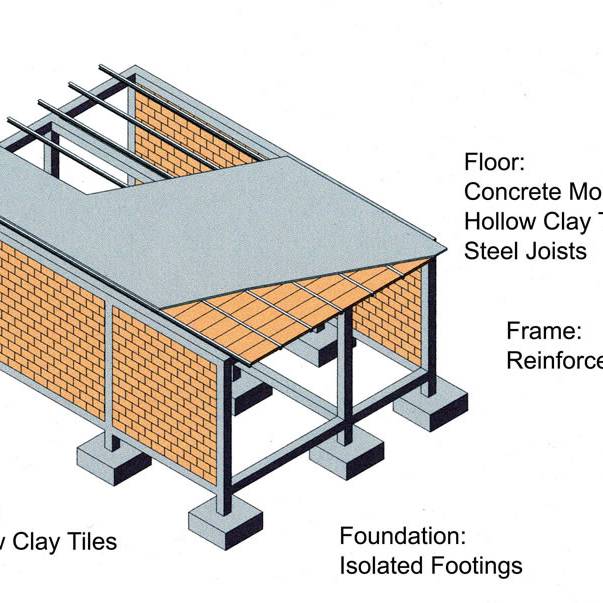 Floor:
Concrete Mo
Hollow Clay T
Steel Joists
Frame:
Reinforce
w Clay Tiles
Foundation:
Isolated Footings